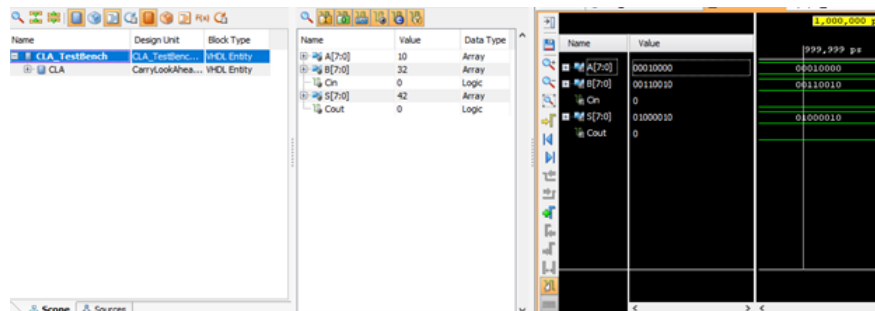 F(x)
Name Design Unit Block Type
CLA_TestBench CLA_TestBenc... VHDL Entity
CLA CarryLookAhea... VHDL Entity
Scope Sources
Name Value Data Type
A[7:0] 10 Array
B[7:0] 32 Array
Cin 0 Logic
S[7:0] 42 Array
Cout 0 Logic
1,000,000 p
Name Value 999,999 ps
A[7:0] 00010000 00010000
B[7:0] 00110010 00110010
Cin 0
S[7:0] 01000010 01000010
Cout 0